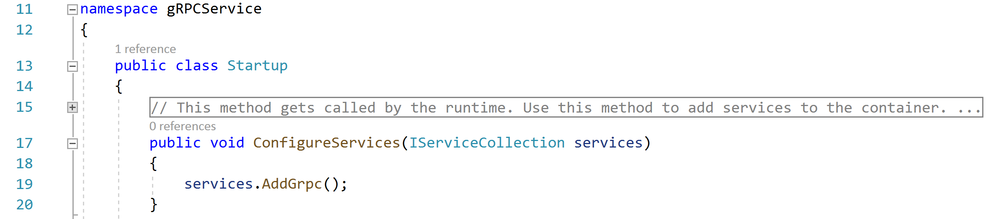 11 namespace gRPCService
12 {
1 reference
13 public class Startup
14 {
15 // This method gets called by the runtime. Use this method to add services to the container. ...
0 references
17 public void ConfigureServices(IServiceCollection services)
18 {
19 services.AddGrpc();
20 }